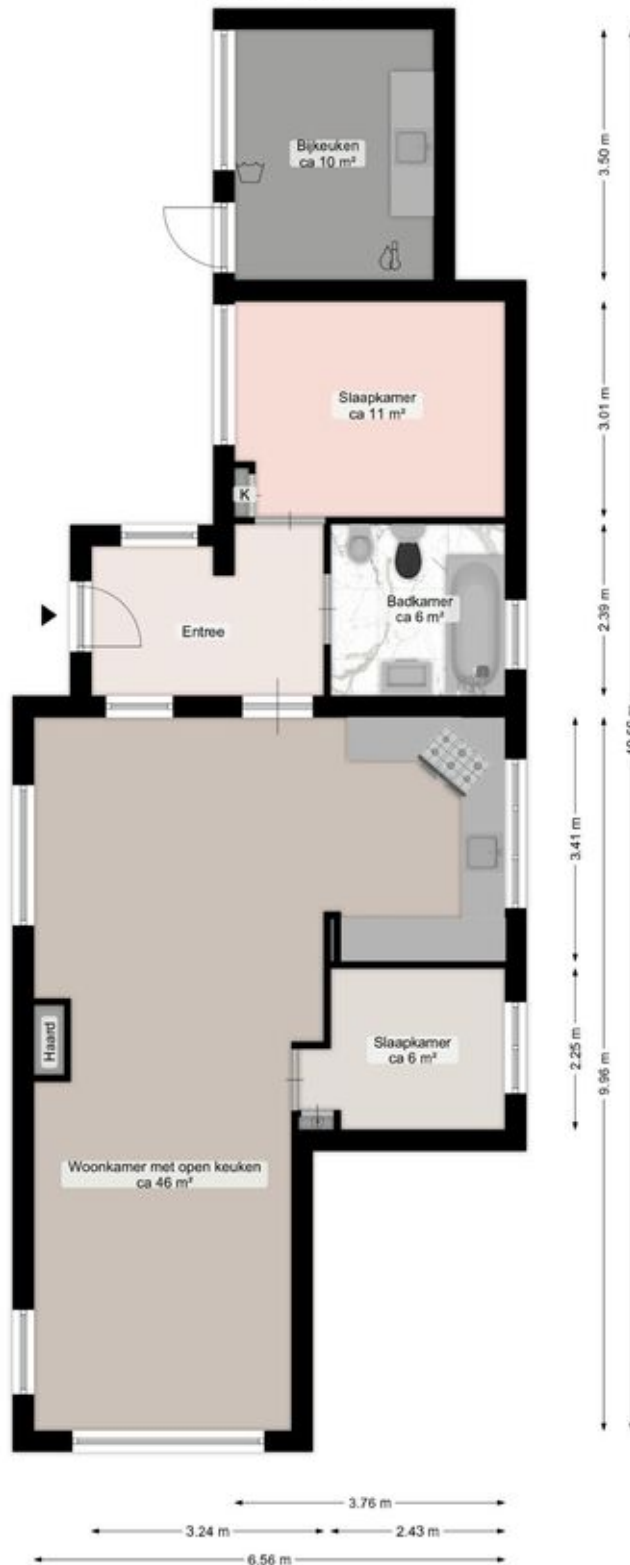 Bijkeuken
ca 10 m²
3.50 m
Slaapkamer
ca 11 m²
3.01 m
K
Badkamer
ca 6 m²
2.39 m
Entree
3.41 m
Slaapkamer
ca 6 m²
2.25 m
9.96 m
Haard
Woonkamer met open keuken
ca 46 m²
3.76 m
3.24 m
2.43 m
6.56 m